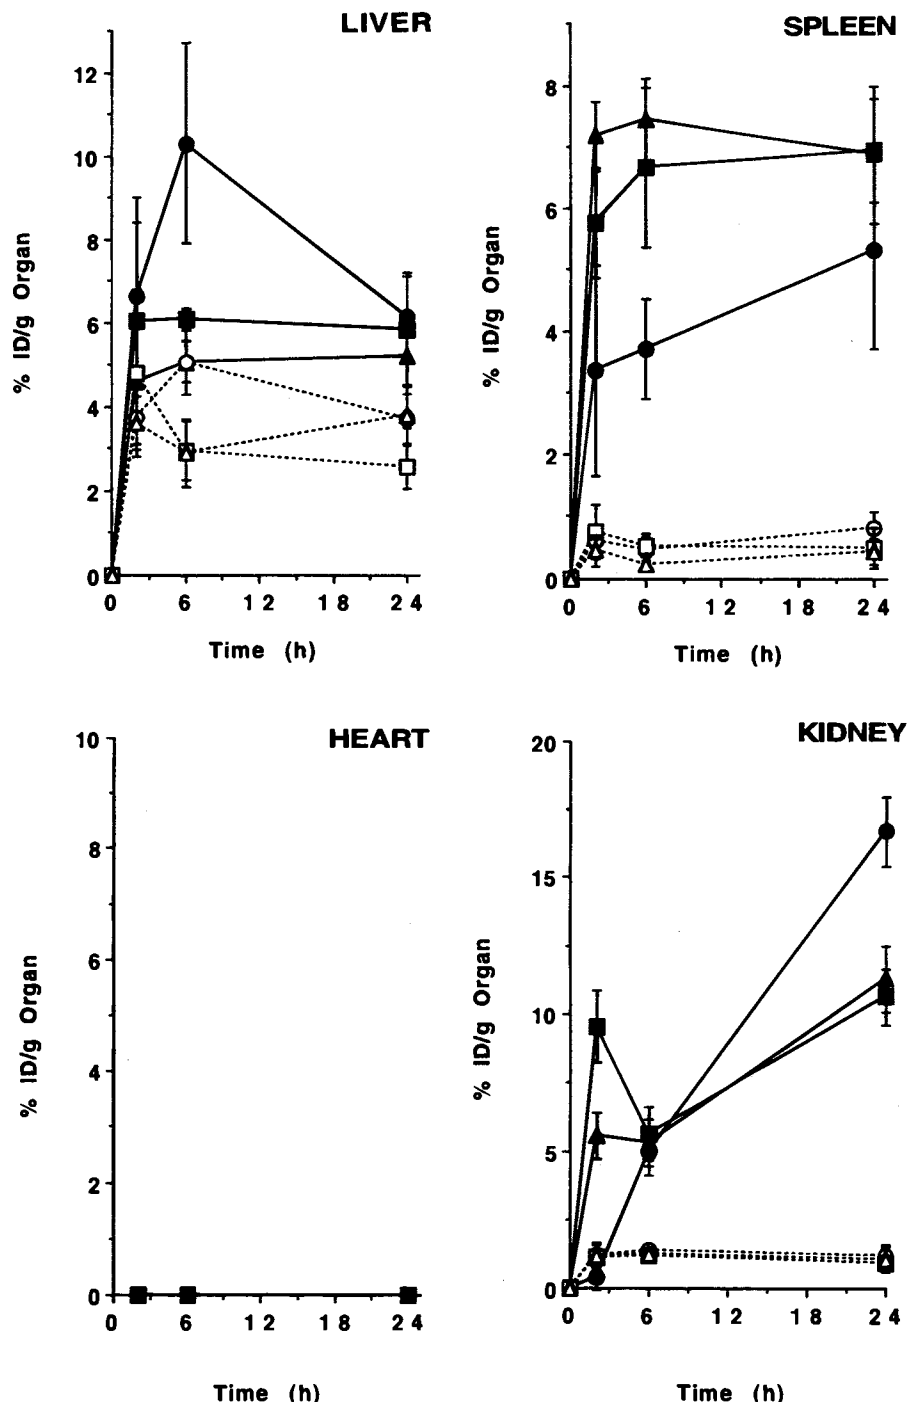 LIVER
% ID/g Organ
12
10
8
6
4
2
0
0 6 12 18 24
Time (h)
SPLEEN
% ID/g Organ
8
6
4
2
0
0 6 12 18 24
Time (h)
HEART
% ID/g Organ
10
8
6
4
2
0
0 6 12 18 24
Time (h)
KIDNEY
% ID/g Organ
20
15
10
5
0
0 6 12 18 24
Time (h)